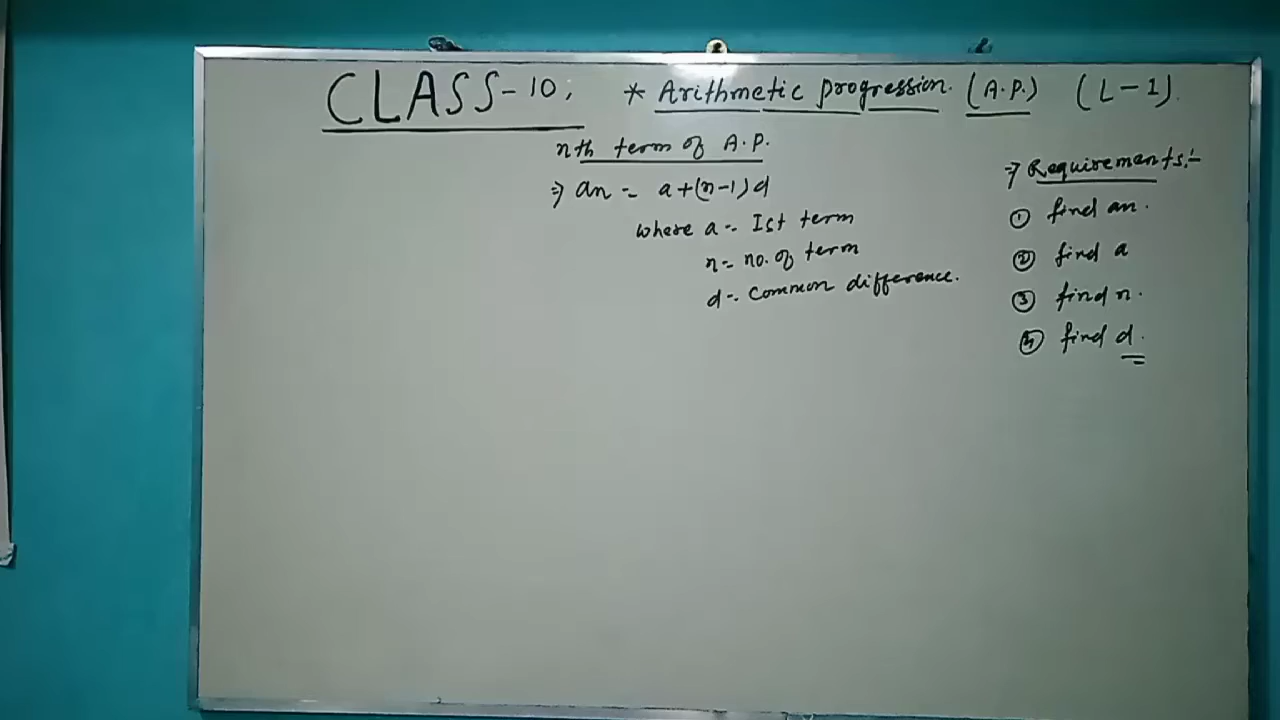 CLASS-10, * Arithmetic progression. (A.P.) (L-1).
nth term of A.P.
⇒ an = a+(n-1)d
where a = Ist term
n = no. of term
d = Common difference.
⇒ Requirements:-
① find an.
② find a
③ find n.
④ find d.